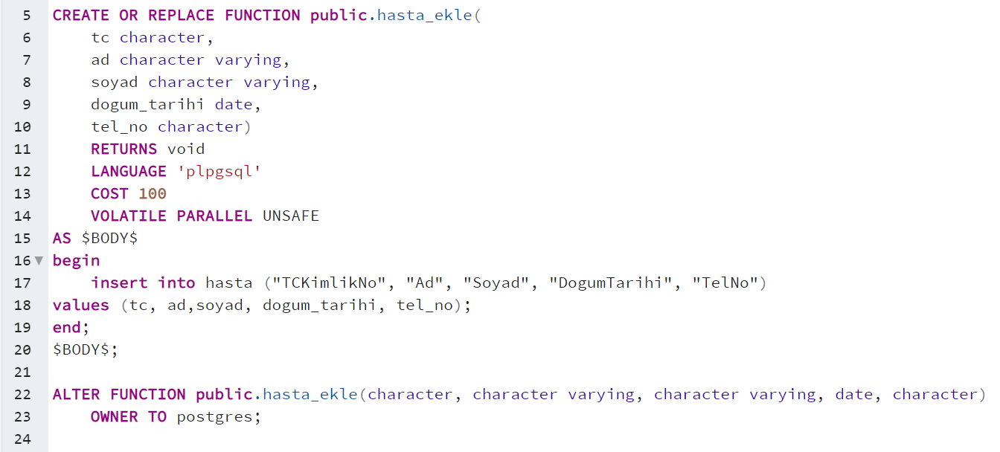 5 CREATE OR REPLACE FUNCTION public.hasta_ekle(
6 tc character,
7 ad character varying,
8 soyad character varying,
9 dogum_tarihi date,
10 tel_no character)
11 RETURNS void
12 LANGUAGE 'plpgsql'
13 COST 100
14 VOLATILE PARALLEL UNSAFE
15 AS $BODY$
16 begin
17 insert into hasta ("TCKimlikNo", "Ad", "Soyad", "DogumTarihi", "TelNo")
18 values (tc, ad,soyad, dogum_tarihi, tel_no);
19 end;
20 $BODY$;
21
22 ALTER FUNCTION public.hasta_ekle(character, character varying, character varying, date, character)
23 OWNER TO postgres;
24